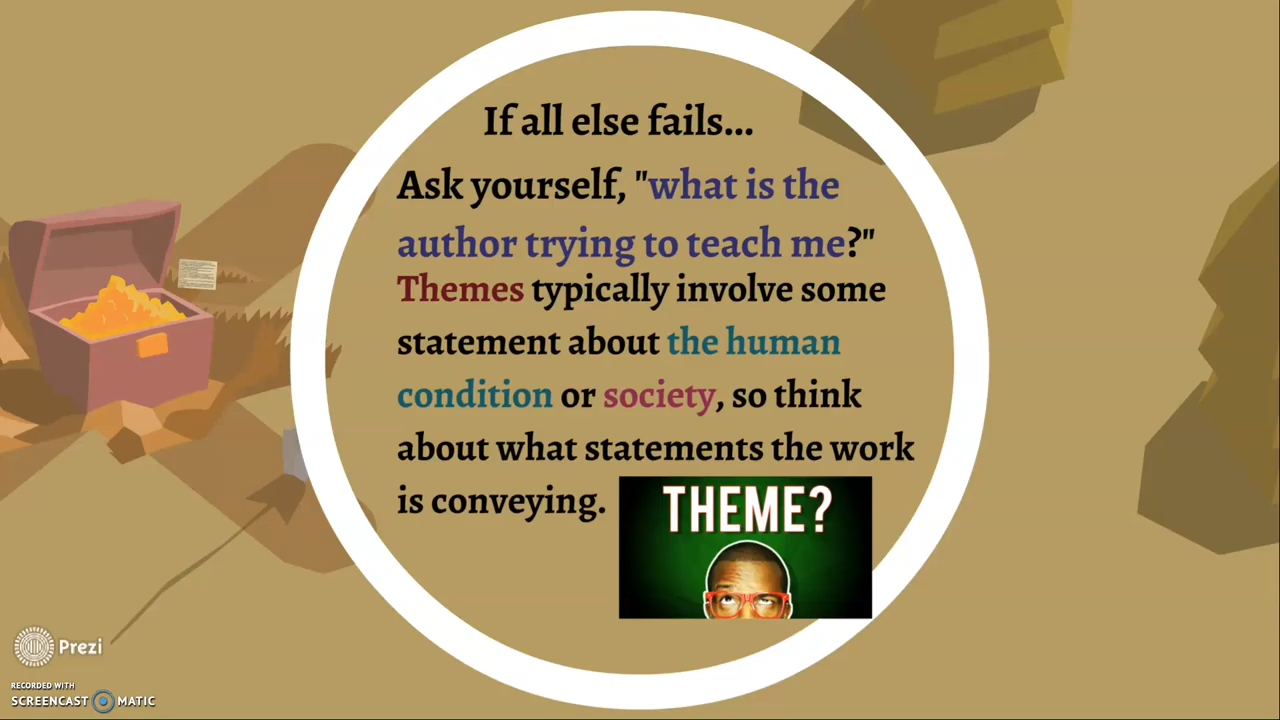 If all else fails...
Ask yourself, "what is the
author trying to teach me?"
Themes typically involve some
statement about the human
condition or society, so think
about what statements the work
is conveying.
THEME?
Prezi
RECORDED WITH
SCREENCAST MATIC